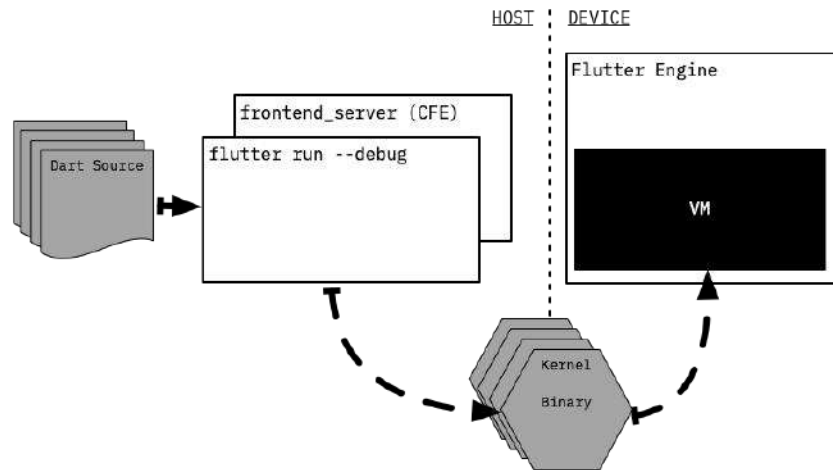 HOST
DEVICE
Flutter Engine
frontend_server (CFE)
flutter run --debug
Dart Source
VM
Kernel
Binary